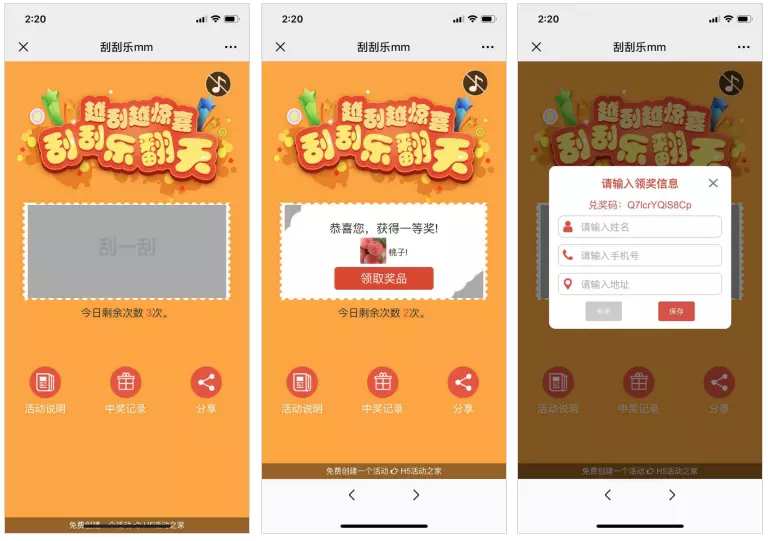 2:20
刮刮乐mm
越刮越惊喜
刮刮乐翻天
刮一刮
今日剩余次数 3次。
活动说明
中奖记录
分享
免费创建一个活动 H5活动之家
2:20
刮刮乐mm
越刮越惊喜
刮刮乐翻天
恭喜您，获得一等奖!
桃子!
领取奖品
今日剩余次数 2次。
活动说明
中奖记录
分享
免费创建一个活动 H5活动之家
2:20
刮刮乐mm
越刮越惊喜
刮刮乐翻天
请输入领奖信息
兑奖码：Q7lcrYQiS8Cp
请输入姓名
请输入手机号
请输入地址
关闭
保存
活动说明
中奖记录
分享
免费创建一个活动 H5活动之家